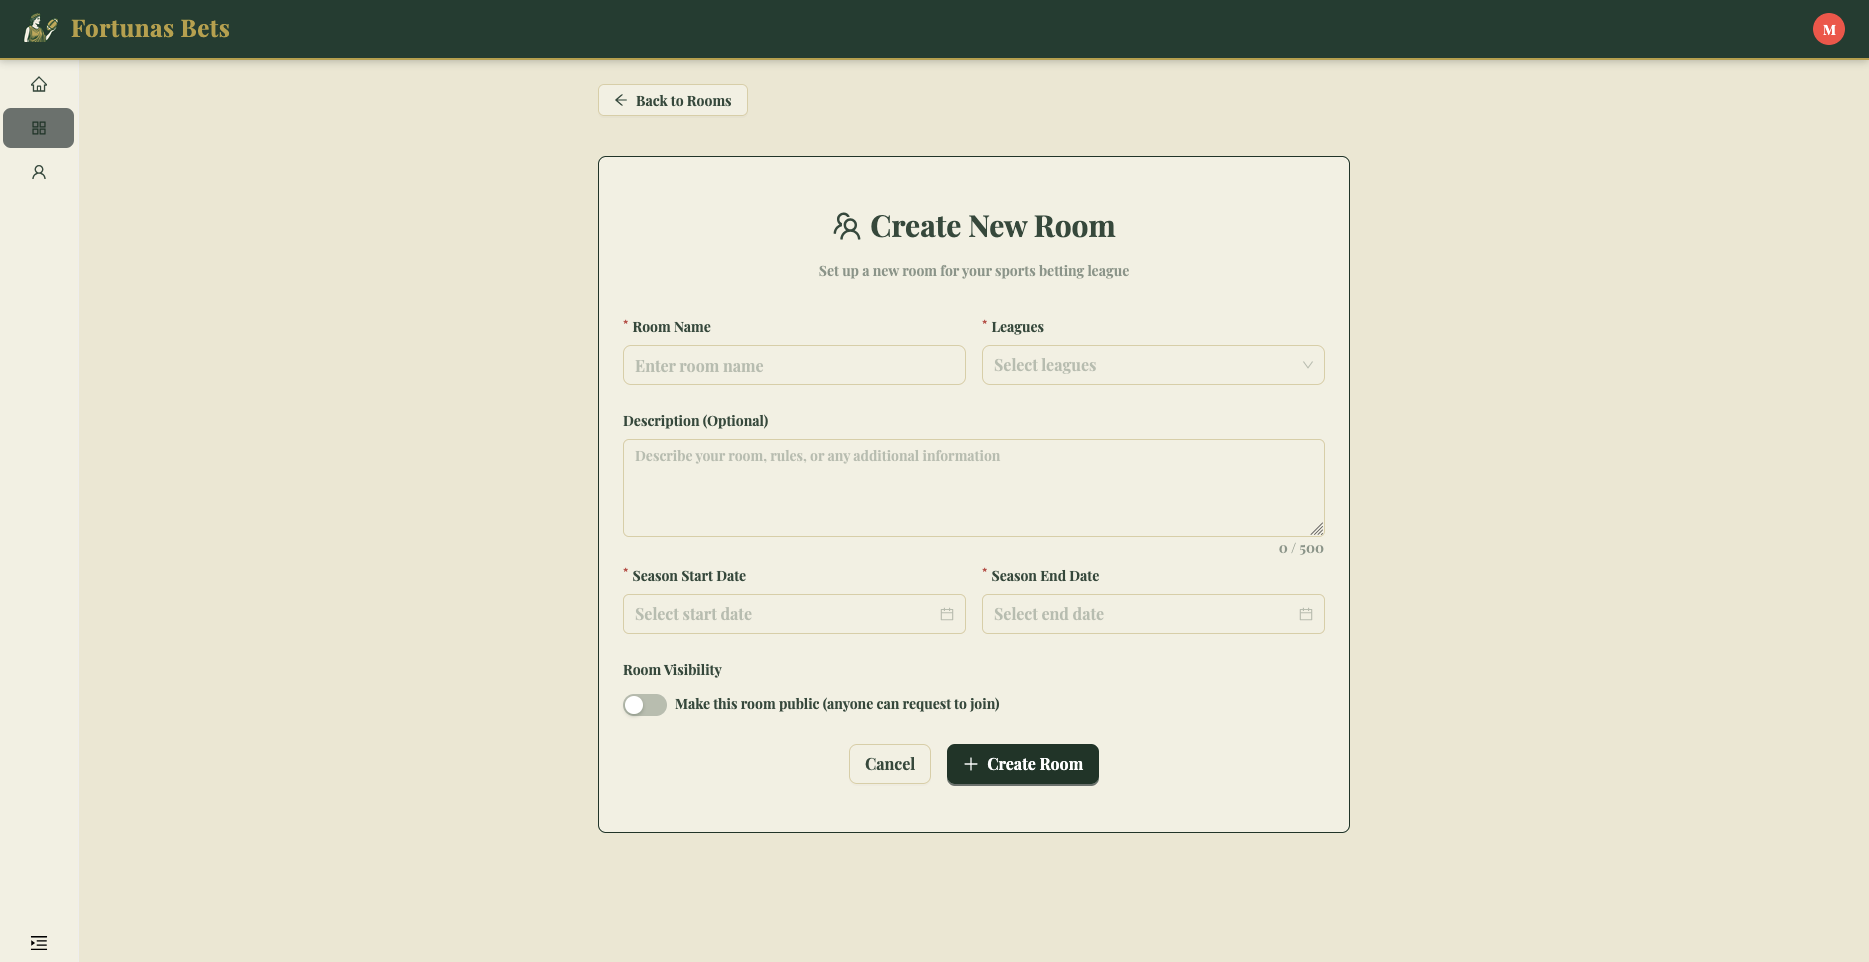 Fortunas Bets
M
Back to Rooms
Create New Room
Set up a new room for your sports betting league
* Room Name
* Leagues
Enter room name
Select leagues
Description (Optional)
Describe your room, rules, or any additional information
0 / 500
* Season Start Date
* Season End Date
Select start date
Select end date
Room Visibility
Make this room public (anyone can request to join)
Cancel
Create Room